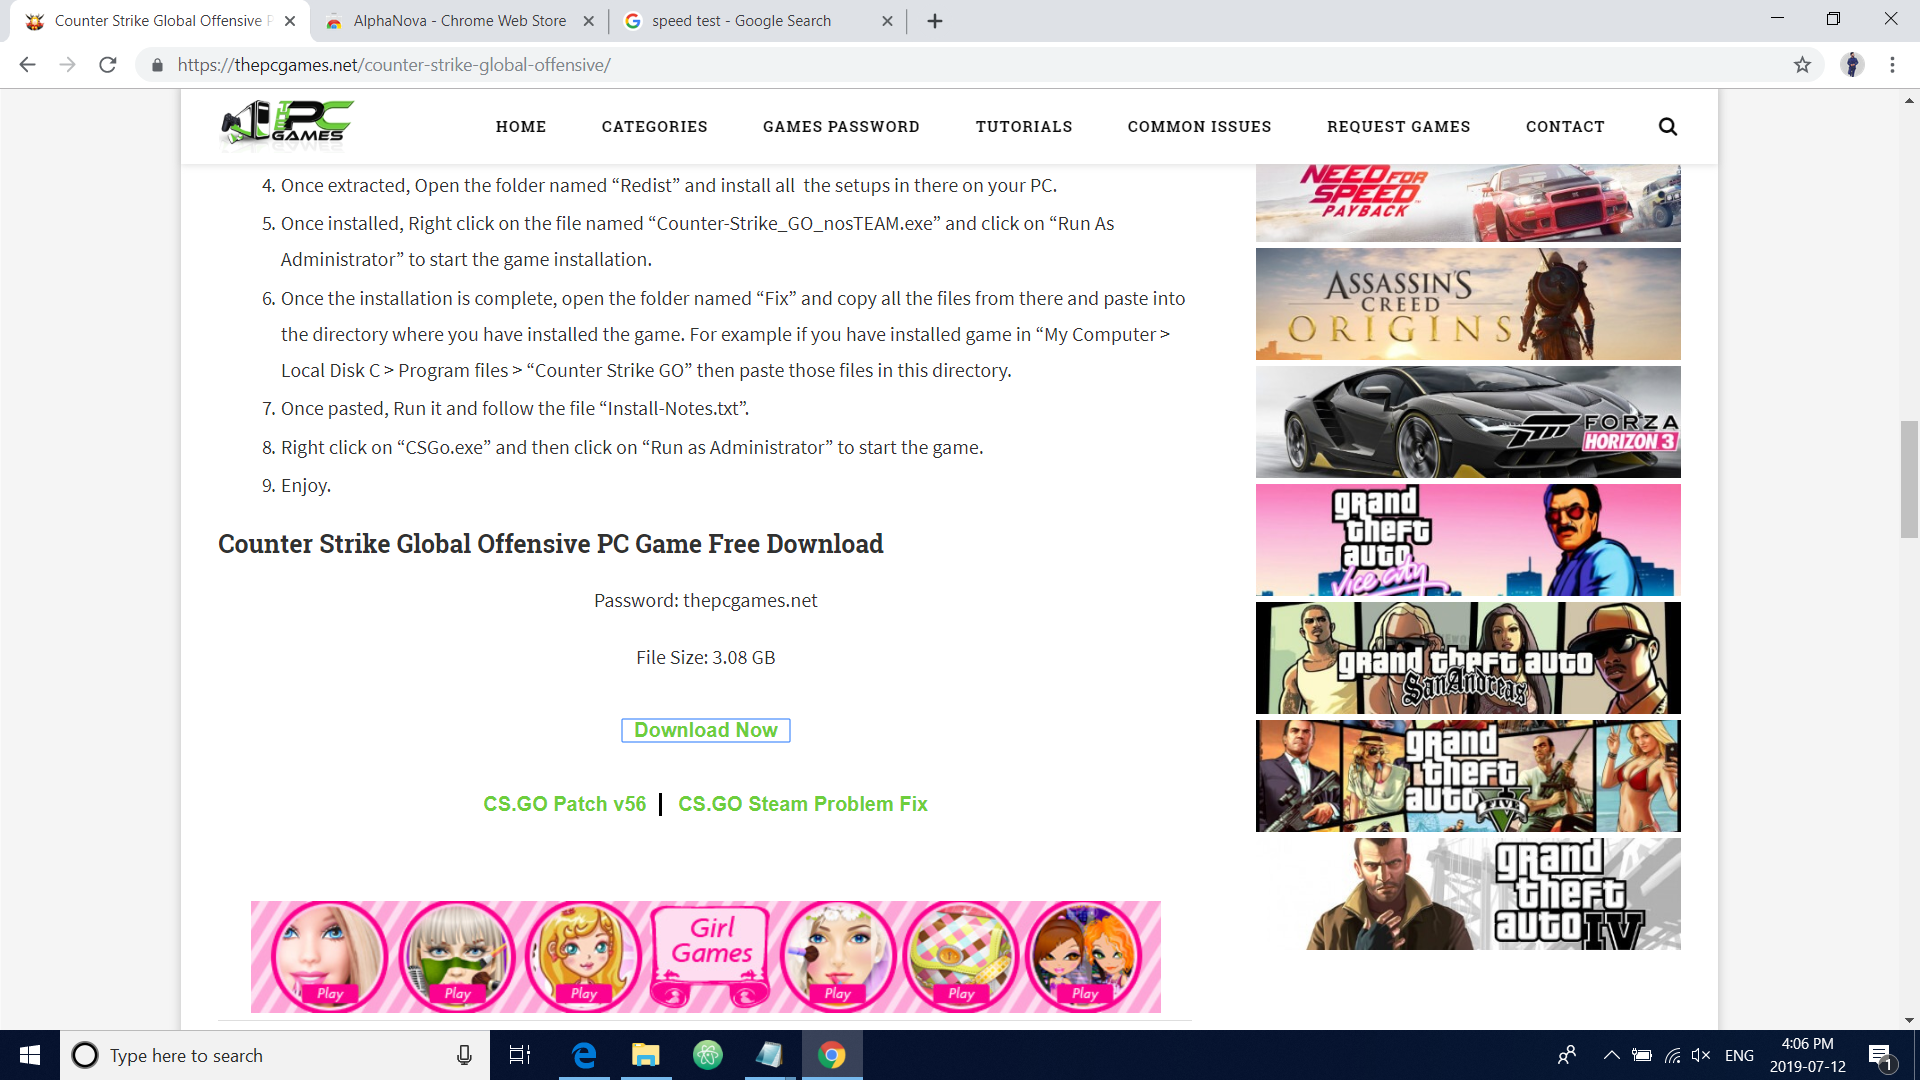 Counter Strike Global Offensive P
AlphaNova - Chrome Web Store
speed test - Google Search
https://thepcgames.net/counter-strike-global-offensive/
THE PC GAMES
HOME
CATEGORIES
GAMES PASSWORD
TUTORIALS
COMMON ISSUES
REQUEST GAMES
CONTACT
4. Once extracted, Open the folder named “Redist” and install all  the setups in there on your PC.
5. Once installed, Right click on the file named “Counter-Strike_GO_nosTEAM.exe” and click on “Run As
Administrator” to start the game installation.
6. Once the installation is complete, open the folder named “Fix” and copy all the files from there and paste into
the directory where you have installed the game. For example if you have installed game in “My Computer >
Local Disk C > Program files > “Counter Strike GO” then paste those files in this directory.
7. Once pasted, Run it and follow the file “Install-Notes.txt”.
8. Right click on “CSGo.exe” and then click on “Run as Administrator” to start the game.
9. Enjoy.
Counter Strike Global Offensive PC Game Free Download
Password: thepcgames.net
File Size: 3.08 GB
Download Now
CS.GO Patch v56 | CS.GO Steam Problem Fix
Girl
Games
Play
Play
Play
Play
Play
Play
NEED FOR
SPEED
PAYBACK
ASSASSIN'S
CREED
ORIGINS
FORZA
HORIZON 3
grand
theft
auto
vice city
grand theft auto
San Andreas
grand
theft
auto
V
FIVE
grand
theft
auto IV
Type here to search
ENG
4:06 PM
2019-07-12
1